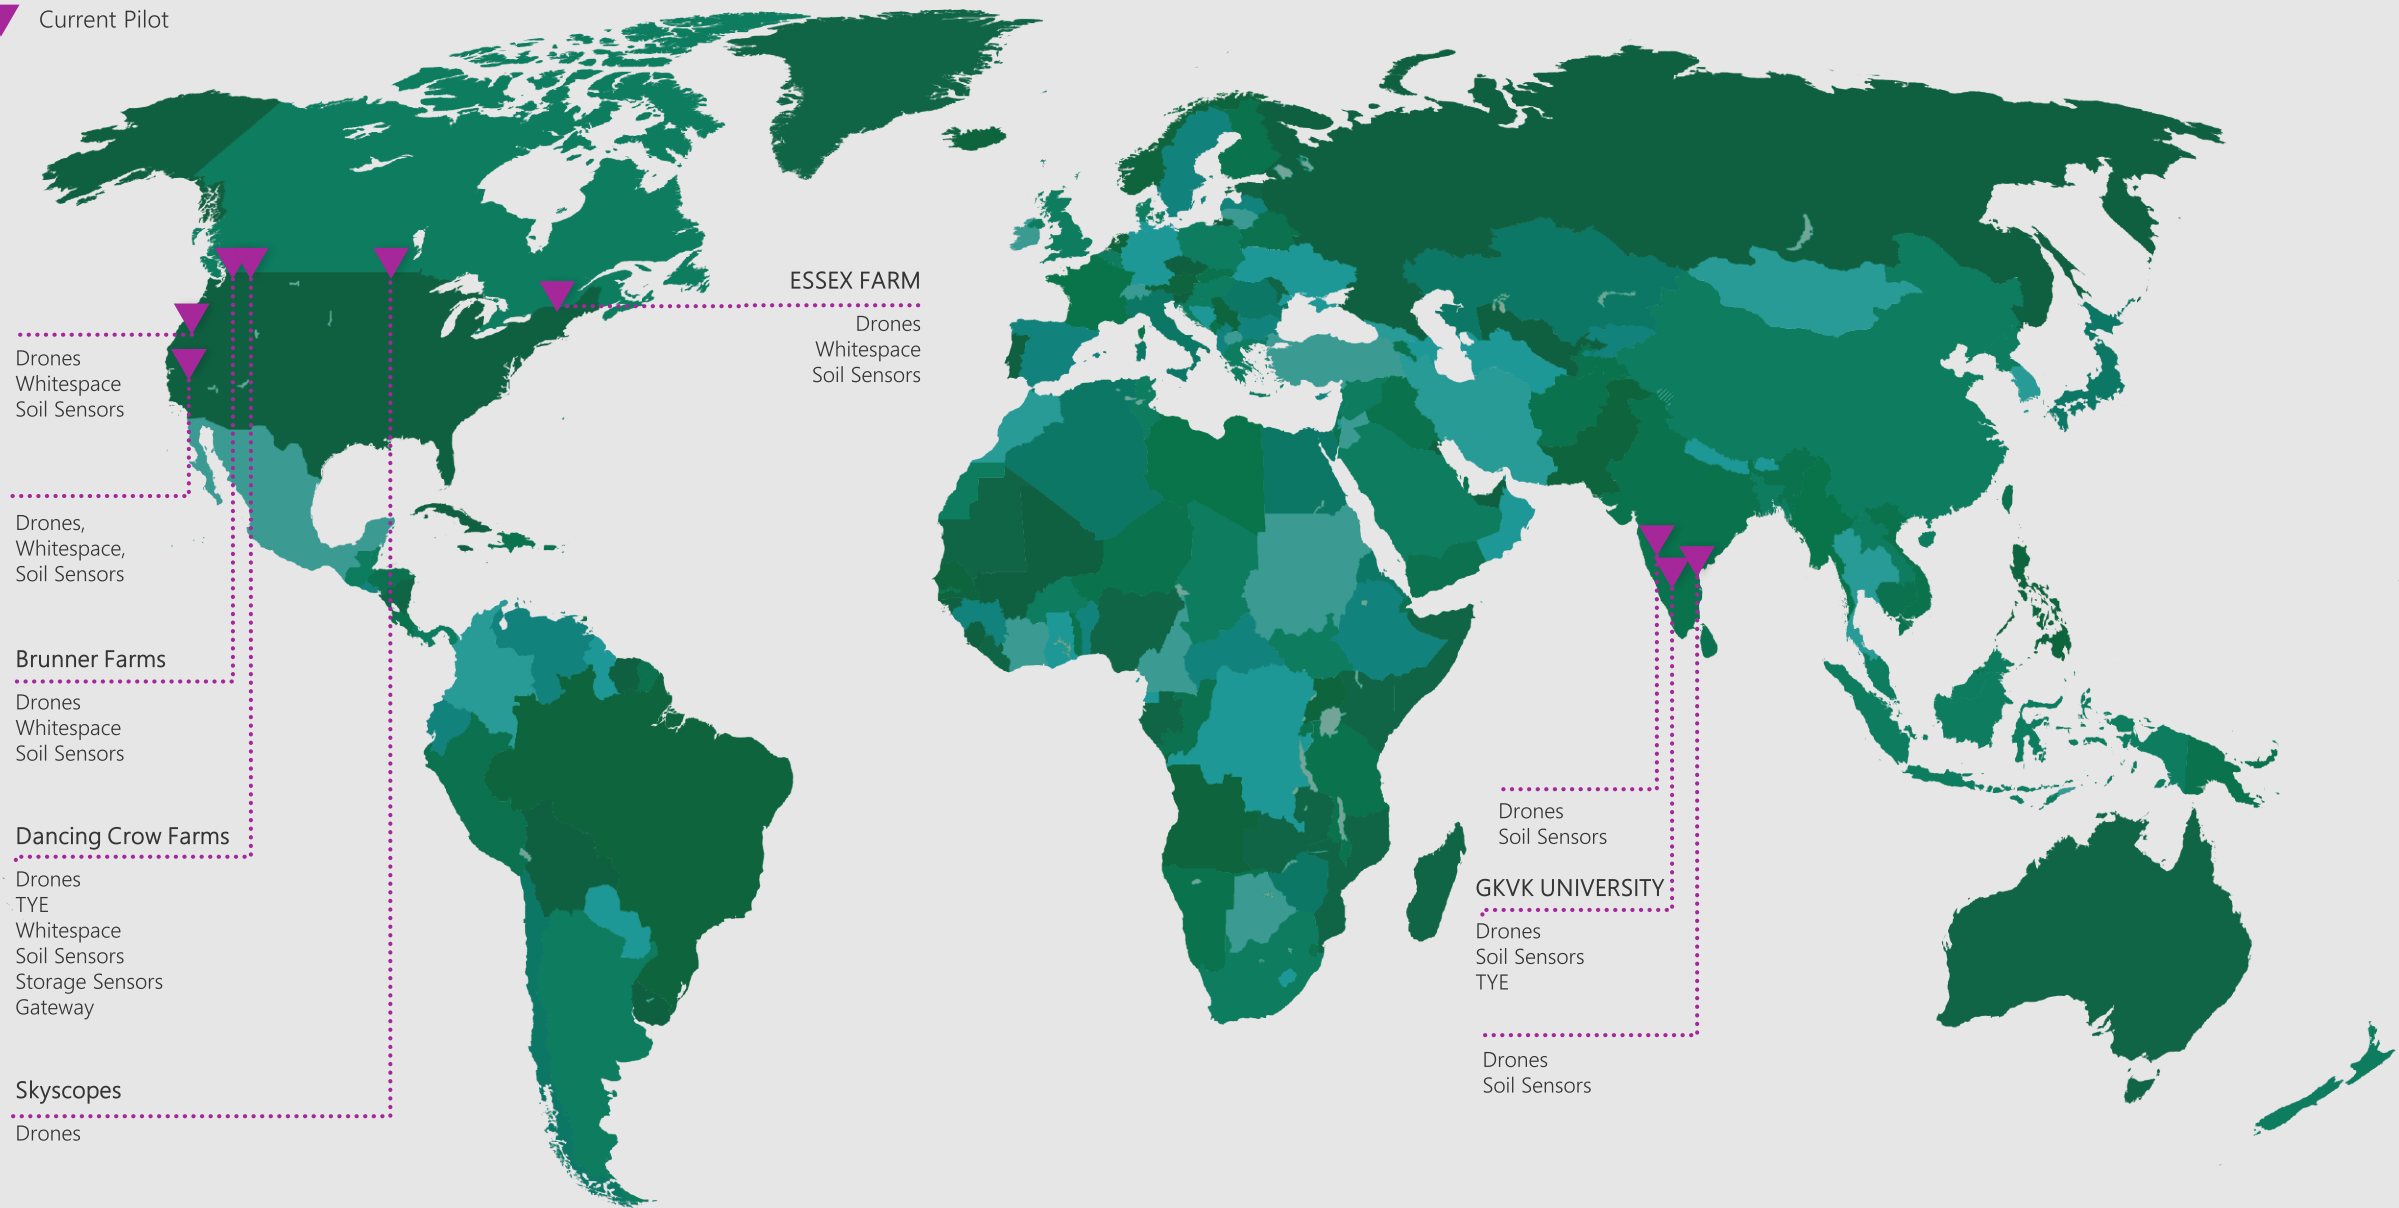 Current Pilot
Drones
Whitespace
Soil Sensors
Drones,
Whitespace,
Soil Sensors
Brunner Farms
Drones
Whitespace
Soil Sensors
Dancing Crow Farms
Drones
TYE
Whitespace
Soil Sensors
Storage Sensors
Gateway
Skyscopes
Drones
ESSEX FARM
Drones
Whitespace
Soil Sensors
Drones
Soil Sensors
GKVK UNIVERSITY
Drones
Soil Sensors
TYE
Drones
Soil Sensors